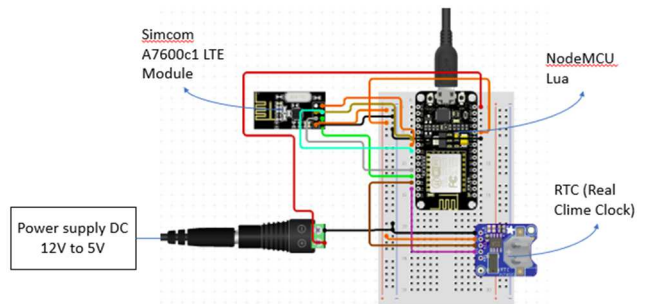 Simcom
A7600c1 LTE
Module
NodeMCU
Lua
RTC (Real
Clime Clock)
Power supply DC
12V to 5V